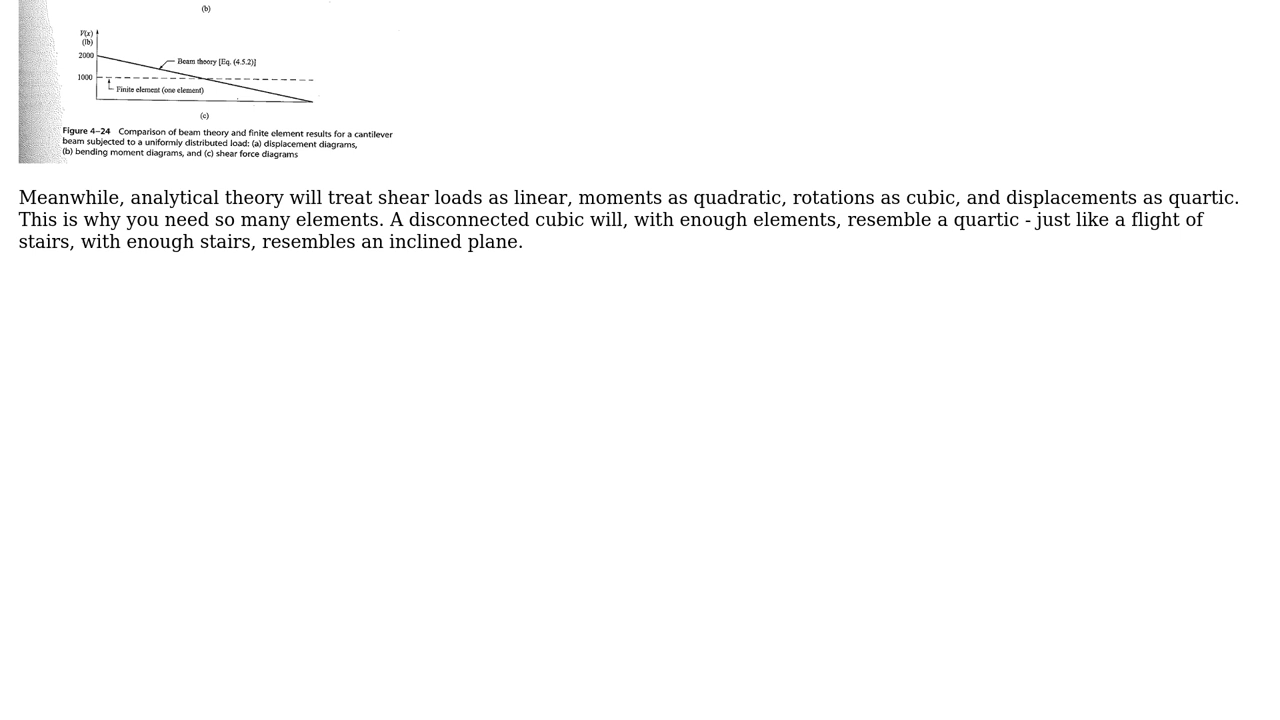 (b)
V(x)
(lb)
2000
Beam theory [Eq. (4.5.2)]
1000
Finite element (one element)
(c)
Figure 4–24 Comparison of beam theory and finite element results for a cantilever
beam subjected to a uniformly distributed load: (a) displacement diagrams,
(b) bending moment diagrams, and (c) shear force diagrams
Meanwhile, analytical theory will treat shear loads as linear, moments as quadratic, rotations as cubic, and displacements as quartic.
This is why you need so many elements. A disconnected cubic will, with enough elements, resemble a quartic - just like a flight of
stairs, with enough stairs, resembles an inclined plane.